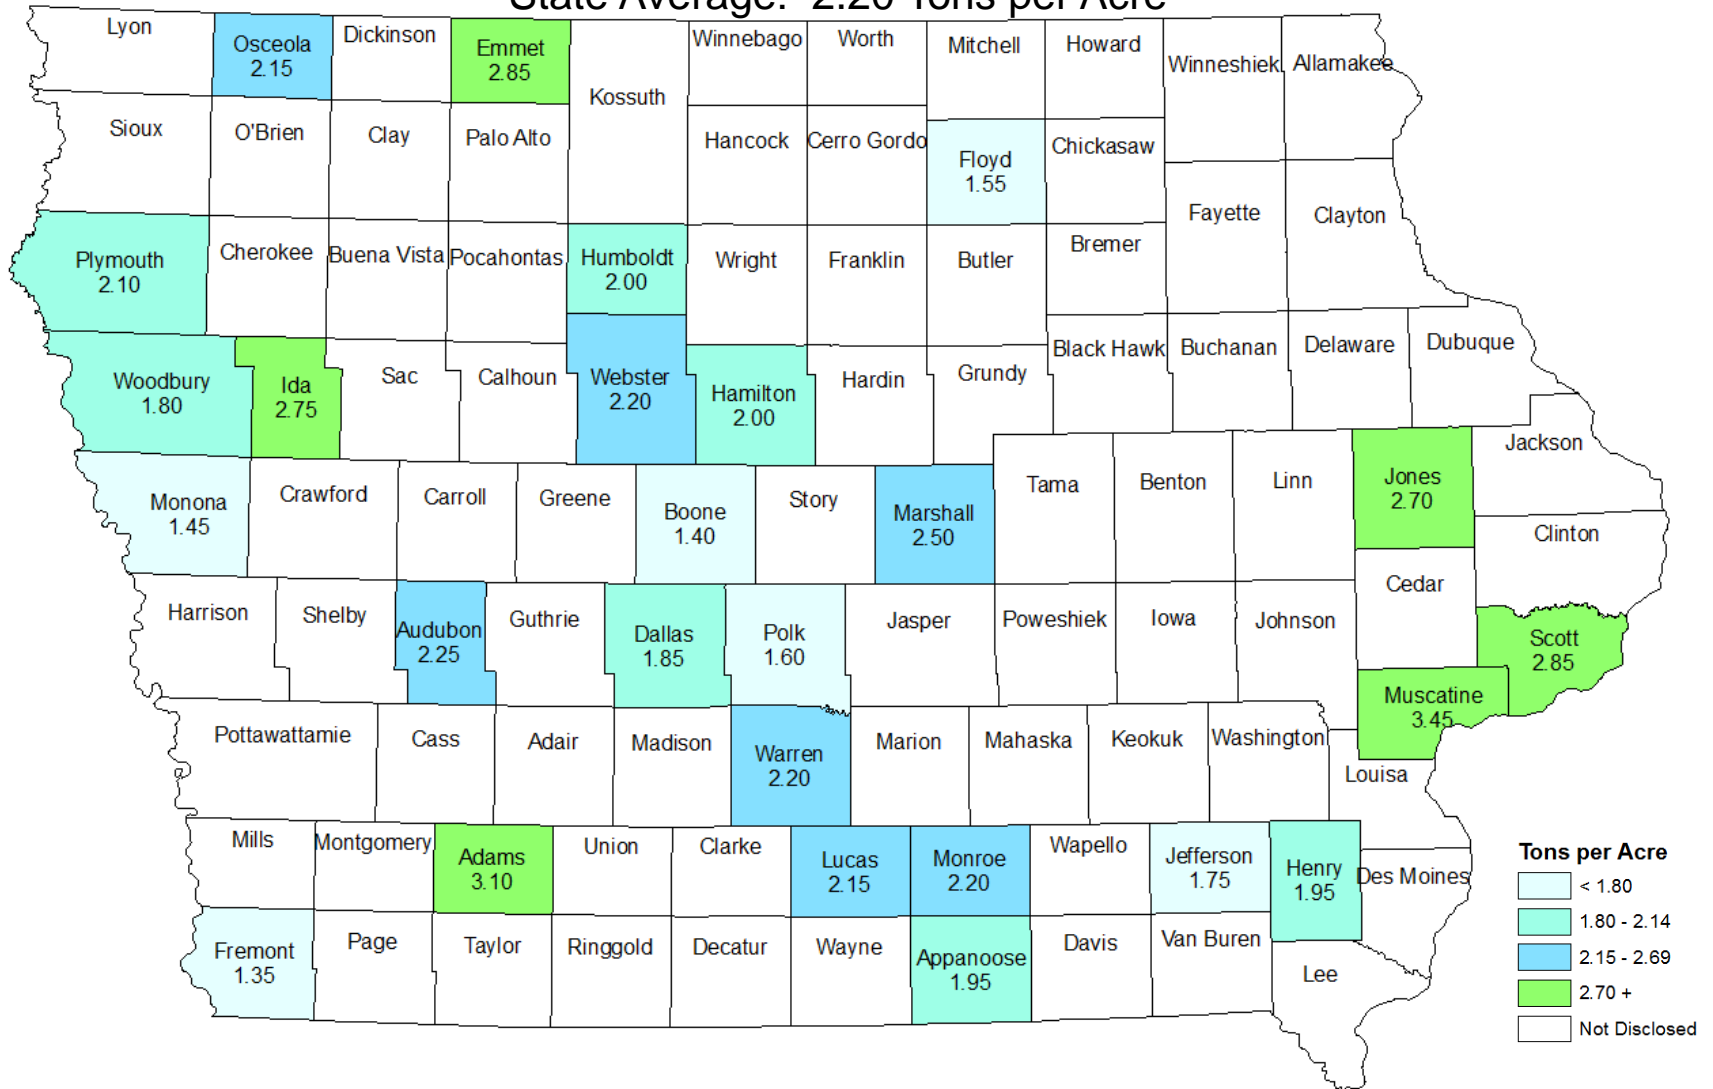 State Average: 2.20 Tons per Acre
Lyon
Osceola
2.15
Dickinson
Emmet
2.85
Kossuth
Winnebago
Worth
Mitchell
Howard
Winneshiek
Allamakee
Sioux
O'Brien
Clay
Palo Alto
Hancock
Cerro Gordo
Floyd
1.55
Chickasaw
Fayette
Clayton
Plymouth
2.10
Cherokee
Buena Vista
Pocahontas
Humboldt
2.00
Wright
Franklin
Butler
Bremer
Woodbury
1.80
Ida
2.75
Sac
Calhoun
Webster
2.20
Hamilton
2.00
Hardin
Grundy
Black Hawk
Buchanan
Delaware
Dubuque
Monona
1.45
Crawford
Carroll
Greene
Boone
1.40
Story
Marshall
2.50
Tama
Benton
Linn
Jones
2.70
Jackson
Clinton
Harrison
Shelby
Audubon
2.25
Guthrie
Dallas
1.85
Polk
1.60
Jasper
Poweshiek
Iowa
Johnson
Cedar
Scott
2.85
Muscatine
3.45
Pottawattamie
Cass
Adair
Madison
Warren
2.20
Marion
Mahaska
Keokuk
Washington
Louisa
Mills
Montgomery
Adams
3.10
Union
Clarke
Lucas
2.15
Monroe
2.20
Wapello
Jefferson
1.75
Henry
1.95
Des Moines
Fremont
1.35
Page
Taylor
Ringgold
Decatur
Wayne
Appanoose
1.95
Davis
Van Buren
Lee
Tons per Acre
< 1.80
1.80 - 2.14
2.15 - 2.69
2.70 +
Not Disclosed